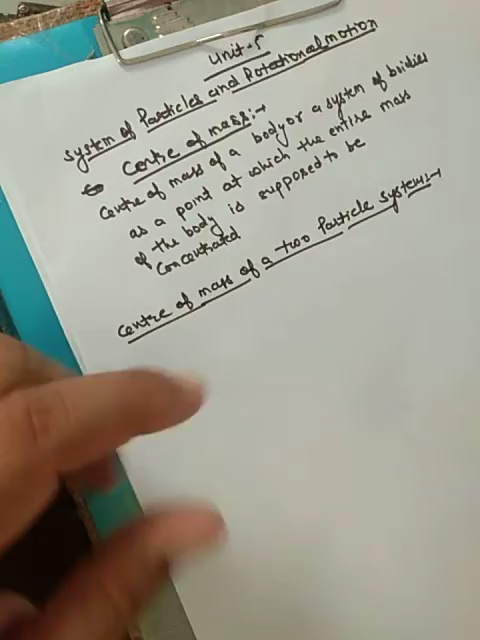 Unit-5
System of Particles and Rotational motion
Centre of mass:→
Centre of mass of a body or a system of boidies
as a point at which the entire mass
of the body is supposed to be
concentrated
Centre of mass of a two Particle systems:→